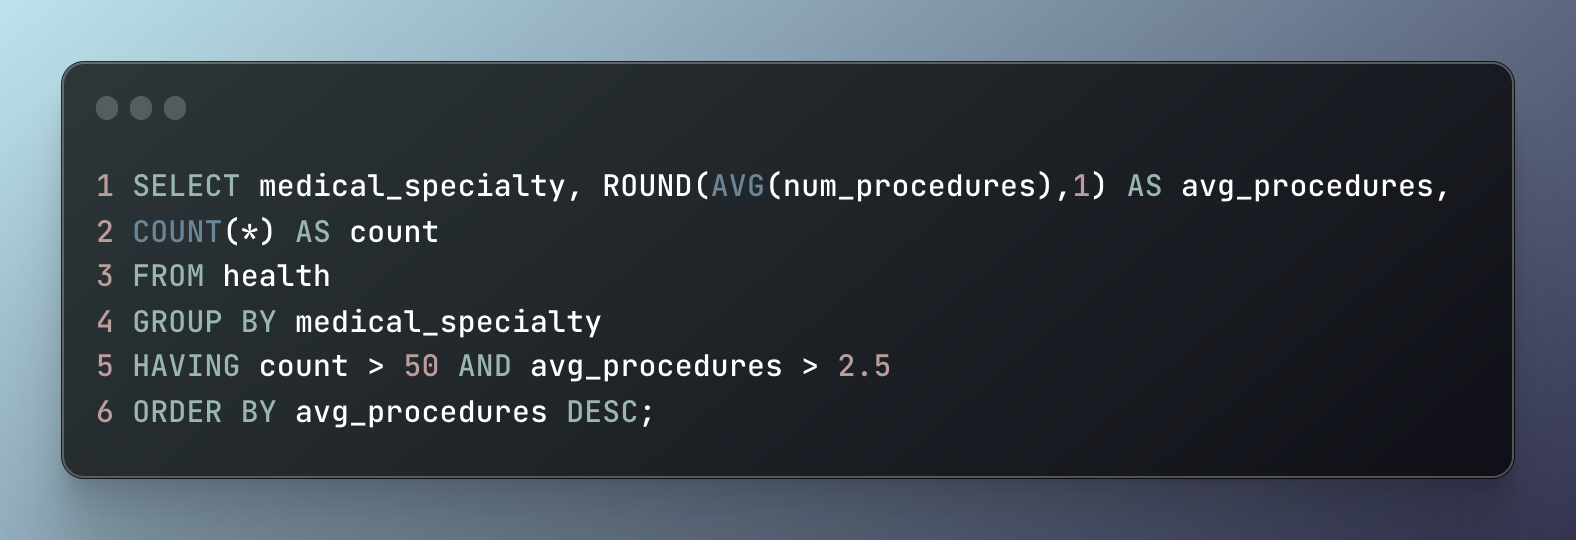 1 SELECT medical_specialty, ROUND(AVG(num_procedures),1) AS avg_procedures,
2 COUNT(*) AS count
3 FROM health
4 GROUP BY medical_specialty
5 HAVING count > 50 AND avg_procedures > 2.5
6 ORDER BY avg_procedures DESC;